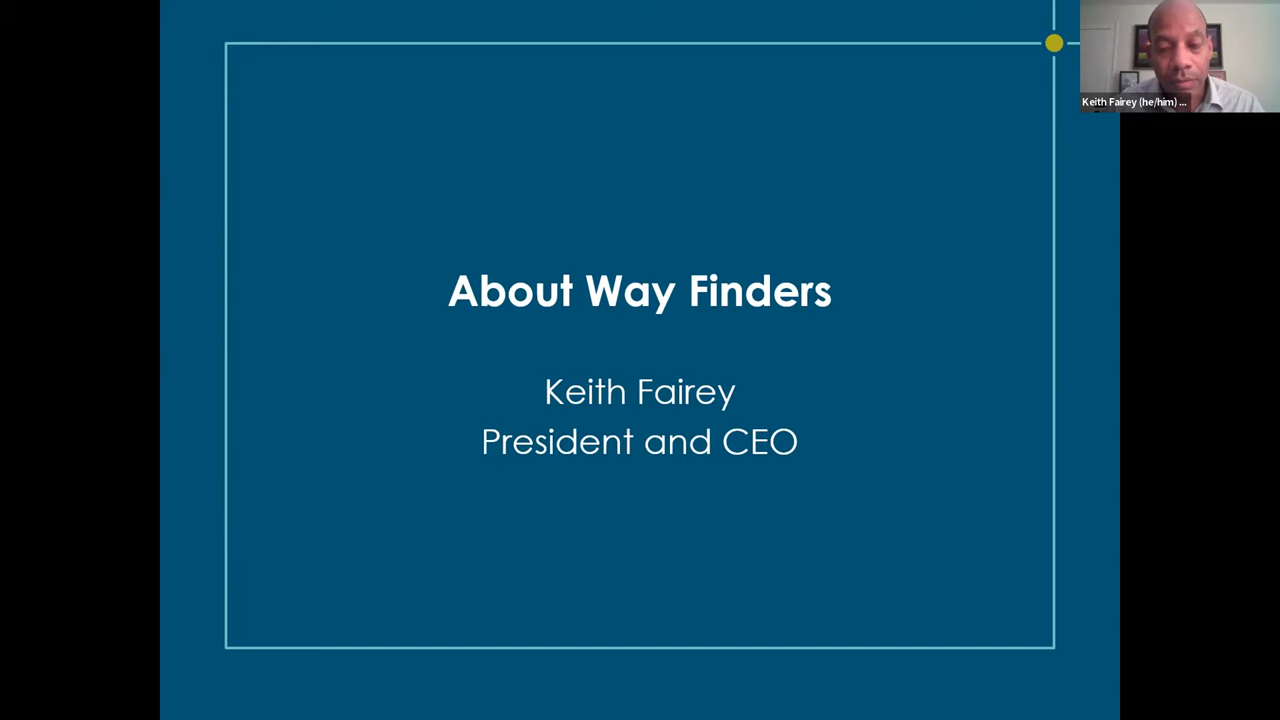 Keith Fairey (he/him) ...
About Way Finders
Keith Fairey
President and CEO